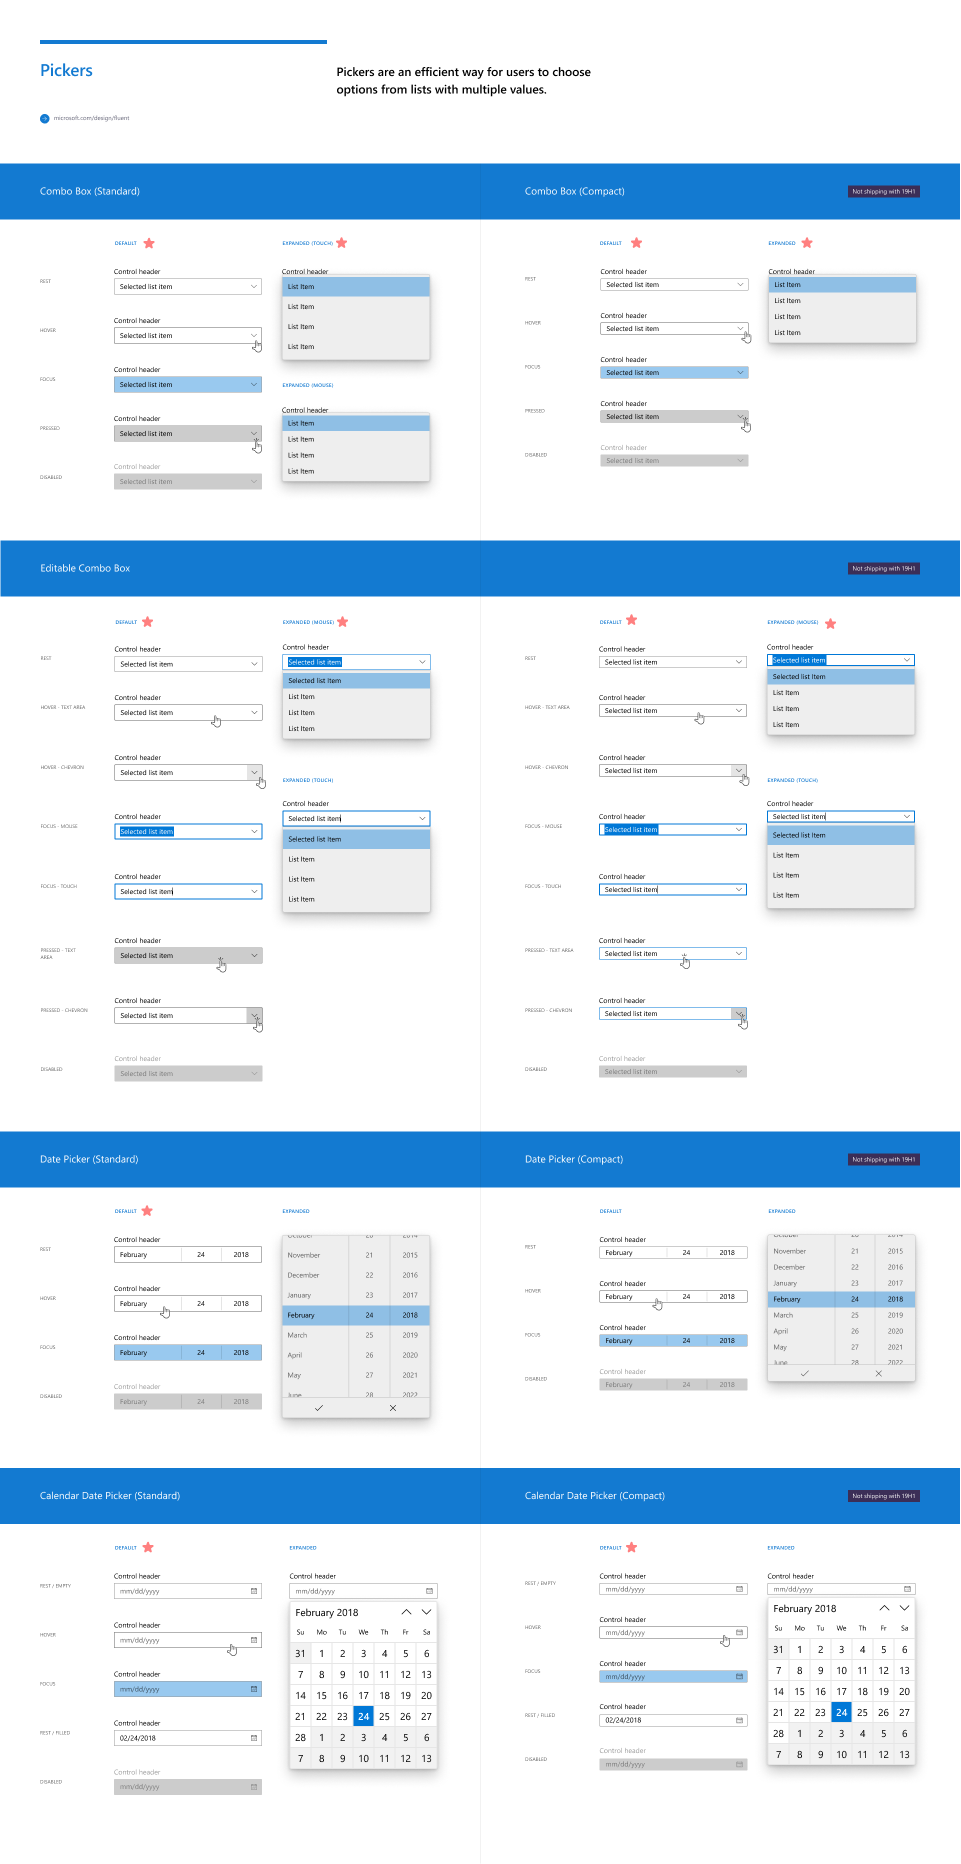 Pickers
Pickers are an efficient way for users to choose
options from lists with multiple values.
microsoft.com/design/fluent
Combo Box (Standard)
DEFAULT
EXPANDED (TOUCH)
REST
Control header
Selected list item
HOVER
Control header
Selected list item
FOCUS
Control header
Selected list item
PRESSED
Control header
Selected list item
DISABLED
Control header
Selected list item
Control header
List Item
List Item
List Item
List Item
EXPANDED (MOUSE)
Control header
List Item
List Item
List Item
List Item
Combo Box (Compact)
Not shipping with 19H1
DEFAULT
EXPANDED
REST
Control header
Selected list item
HOVER
Control header
Selected list item
FOCUS
Control header
Selected list item
PRESSED
Control header
Selected list item
DISABLED
Control header
Selected list item
Control header
List Item
List Item
List Item
List Item
Editable Combo Box
Not shipping with 19H1
DEFAULT
EXPANDED (MOUSE)
REST
Control header
Selected list item
HOVER - TEXT AREA
Control header
Selected list item
HOVER - CHEVRON
Control header
Selected list item
FOCUS - MOUSE
Control header
Selected list item
FOCUS - TOUCH
Control header
Selected list item
PRESSED - TEXT
AREA
Control header
Selected list item
PRESSED - CHEVRON
Control header
Selected list item
DISABLED
Control header
Selected list item
Control header
Selected list item
Selected list Item
List Item
List Item
List Item
EXPANDED (TOUCH)
Control header
Selected list item
Selected list Item
List Item
List Item
List Item
DEFAULT
EXPANDED (MOUSE)
REST
Control header
Selected list item
HOVER - TEXT AREA
Control header
Selected list item
HOVER - CHEVRON
Control header
Selected list item
FOCUS - MOUSE
Control header
Selected list item
FOCUS - TOUCH
Control header
Selected list item
PRESSED - TEXT AREA
Control header
Selected list item
PRESSED - CHEVRON
Control header
Selected list item
DISABLED
Control header
Selected list item
Control header
Selected list item
Selected list Item
List Item
List Item
List Item
EXPANDED (TOUCH)
Control header
Selected list item
Selected list Item
List Item
List Item
List Item
Date Picker (Standard)
DEFAULT
EXPANDED
REST
Control header
February 24 2018
HOVER
Control header
February 24 2018
FOCUS
Control header
February 24 2018
DISABLED
Control header
February 24 2018
October 20 2014
November 21 2015
December 22 2016
January 23 2017
February 24 2018
March 25 2019
April 26 2020
May 27 2021
June 28 2022
Date Picker (Compact)
Not shipping with 19H1
DEFAULT
EXPANDED
REST
Control header
February 24 2018
HOVER
Control header
February 24 2018
FOCUS
Control header
February 24 2018
DISABLED
Control header
February 24 2018
October 20 2014
November 21 2015
December 22 2016
January 23 2017
February 24 2018
March 25 2019
April 26 2020
May 27 2021
June 28 2022
Calendar Date Picker (Standard)
DEFAULT
EXPANDED
REST / EMPTY
Control header
mm/dd/yyyy
HOVER
Control header
mm/dd/yyyy
FOCUS
Control header
mm/dd/yyyy
REST / FILLED
Control header
02/24/2018
DISABLED
Control header
mm/dd/yyyy
Control header
mm/dd/yyyy
February 2018
Su Mo Tu We Th Fr Sa
31 1 2 3 4 5 6
7 8 9 10 11 12 13
14 15 16 17 18 19 20
21 22 23 24 25 26 27
28 1 2 3 4 5 6
7 8 9 10 11 12 13
Calendar Date Picker (Compact)
Not shipping with 19H1
DEFAULT
EXPANDED
REST / EMPTY
Control header
mm/dd/yyyy
HOVER
Control header
mm/dd/yyyy
FOCUS
Control header
mm/dd/yyyy
REST / FILLED
Control header
02/24/2018
DISABLED
Control header
mm/dd/yyyy
Control header
mm/dd/yyyy
February 2018
Su Mo Tu We Th Fr Sa
31 1 2 3 4 5 6
7 8 9 10 11 12 13
14 15 16 17 18 19 20
21 22 23 24 25 26 27
28 1 2 3 4 5 6
7 8 9 10 11 12 13